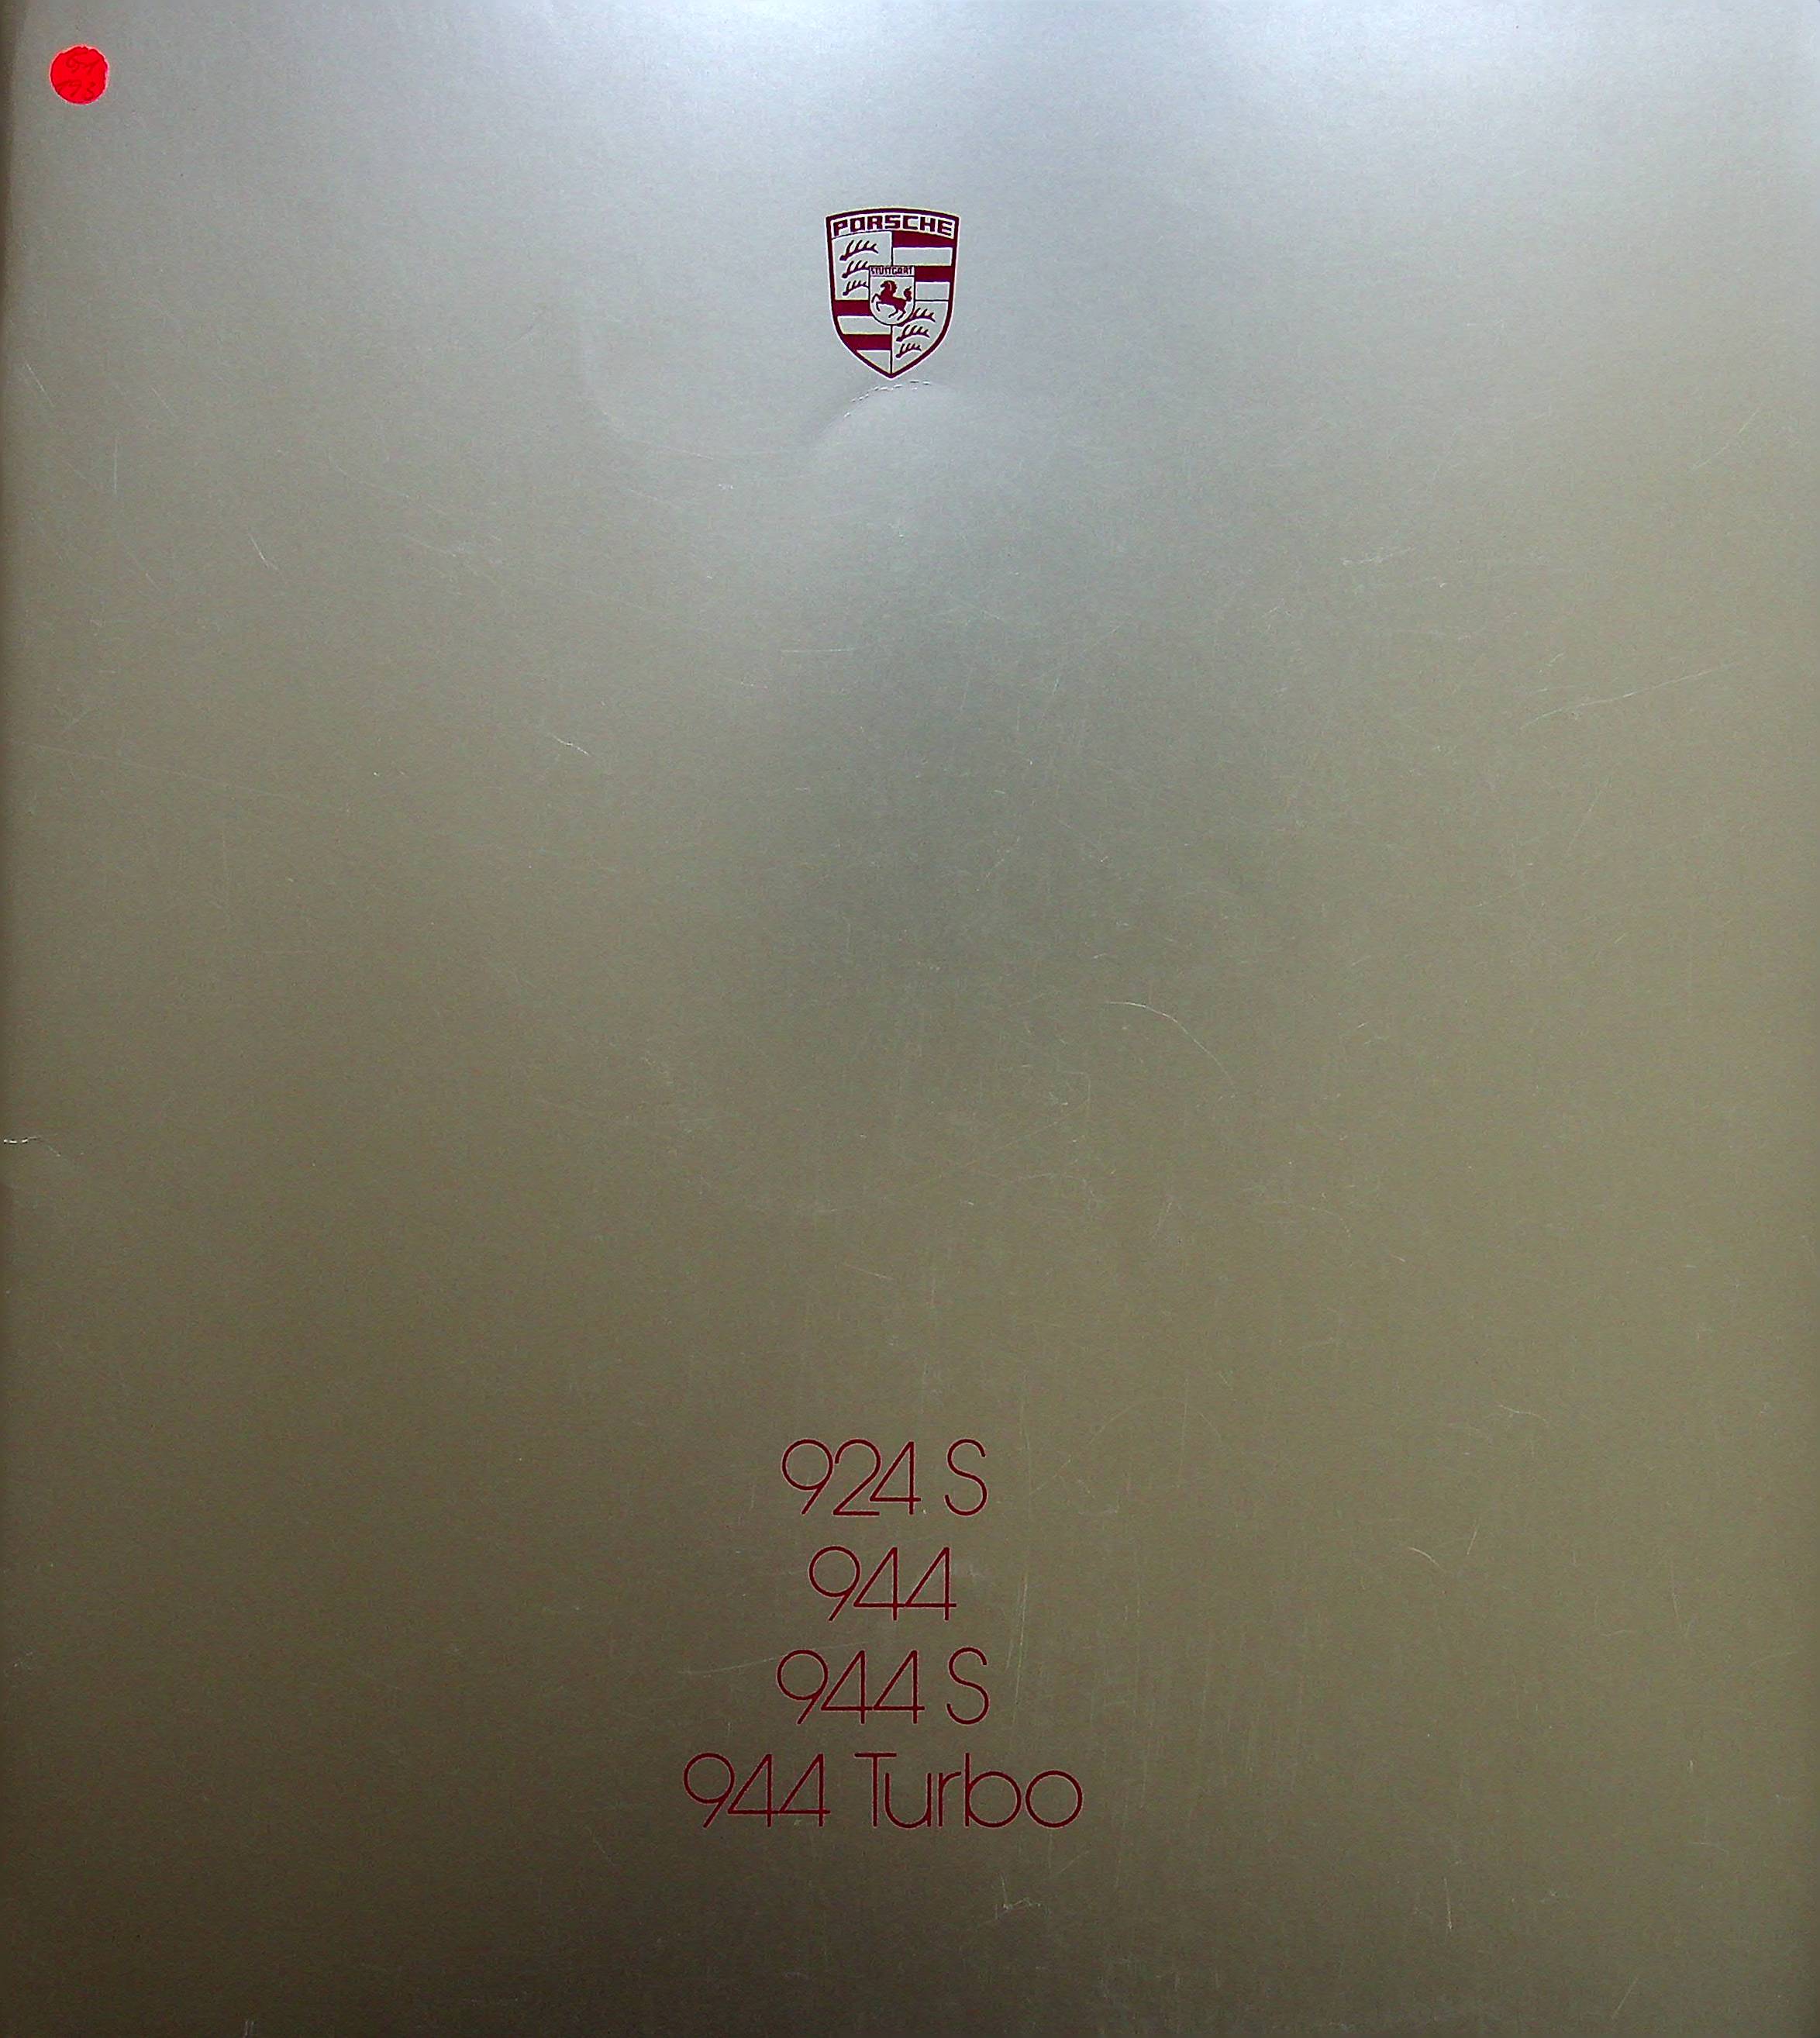 PORSCHE
STUTTGART
924 S
944
944 S
944 Turbo